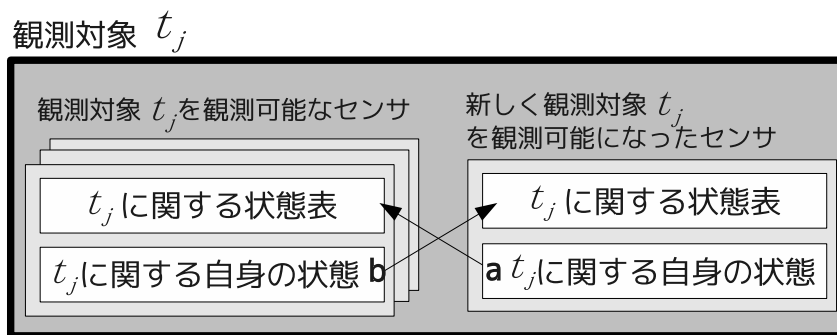 観測対象 t_j
観測対象 t_jを観測可能なセンサ
t_jに関する状態表
t_jに関する自身の状態 b
新しく観測対象 t_j
を観測可能になったセンサ
t_jに関する状態表
a t_jに関する自身の状態